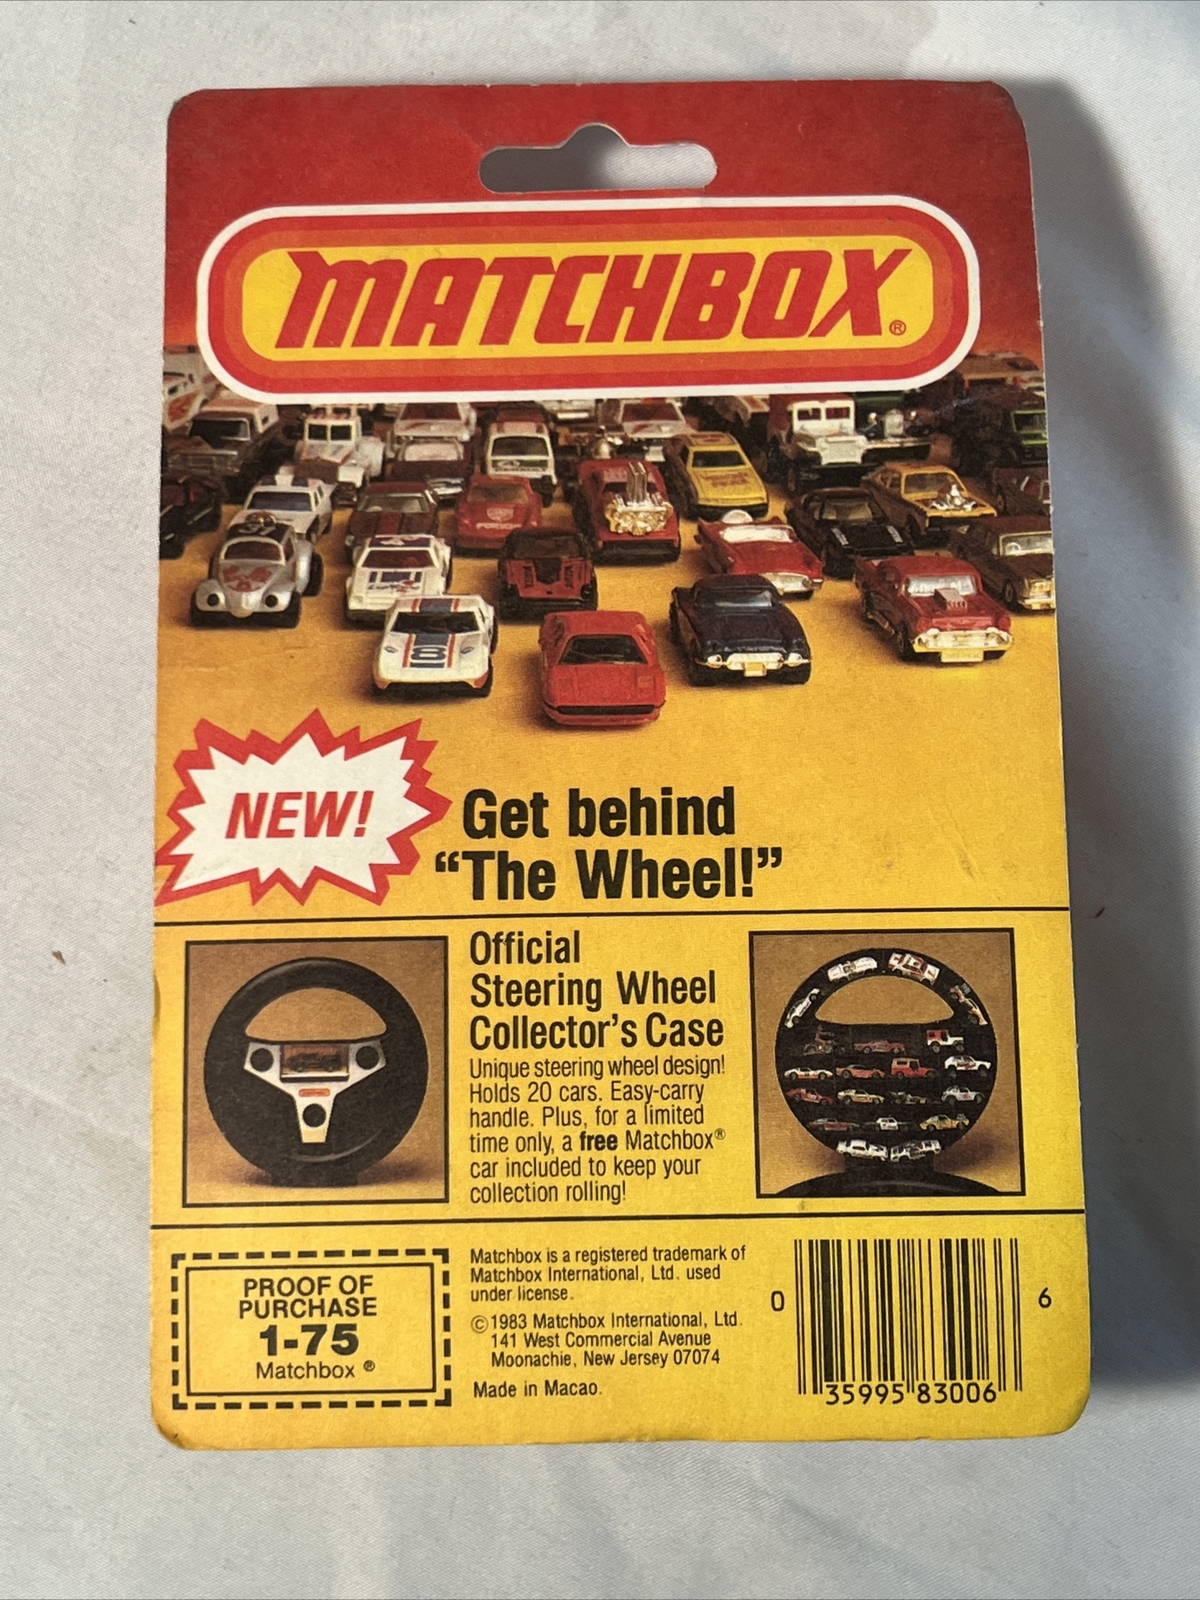 MATCHBOX®
8
PORSCHE
NEW!
Get behind
“The Wheel!”
Official
Steering Wheel
Collector's Case
Unique steering wheel design!
Holds 20 cars. Easy-carry
handle. Plus, for a limited
time only, a free Matchbox®
car included to keep your
collection rolling!
PROOF OF
PURCHASE
1-75
Matchbox ®
Matchbox is a registered trademark of
Matchbox International, Ltd. used
under license.
©1983 Matchbox International, Ltd.
141 West Commercial Avenue
Moonachie, New Jersey 07074
Made in Macao.
0 35995 83006 6